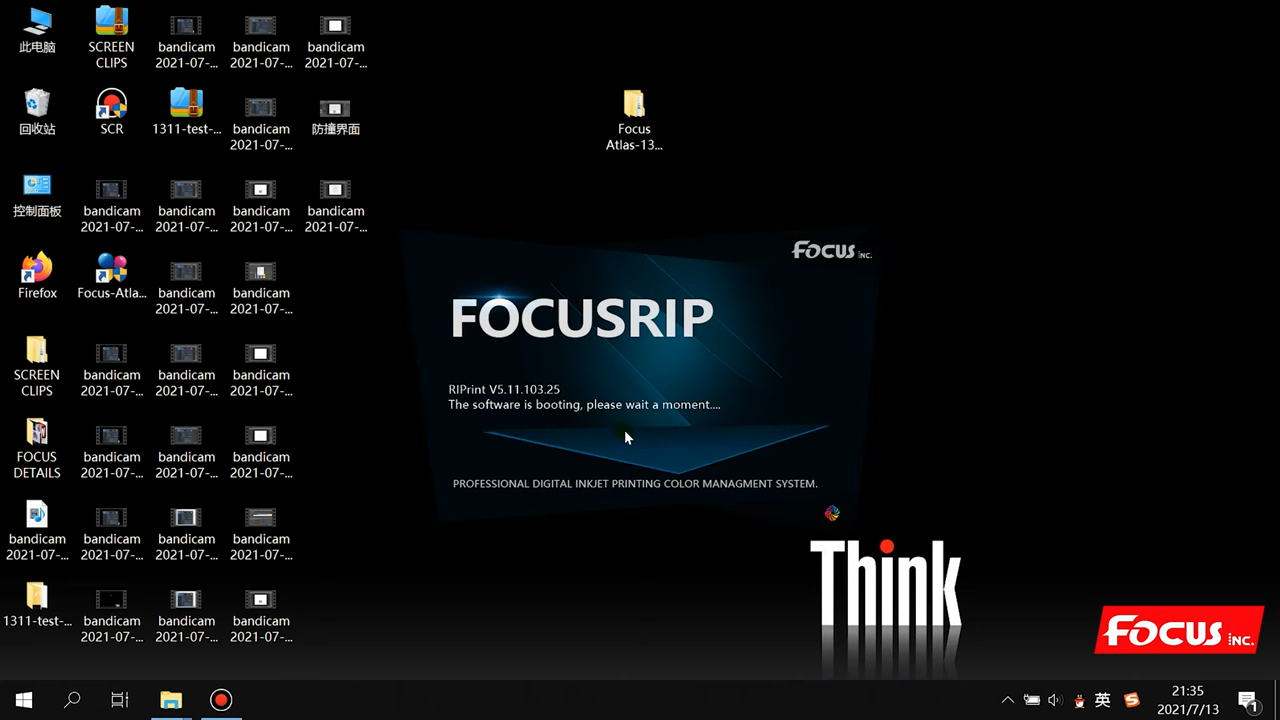 此电脑
SCREEN
CLIPS
bandicam
2021-07-...
bandicam
2021-07-...
bandicam
2021-07-...
回收站
SCR
1311-test-...
bandicam
2021-07-...
防撞界面
Focus
Atlas-13...
控制面板
bandicam
2021-07-...
bandicam
2021-07-...
bandicam
2021-07-...
bandicam
2021-07-...
Firefox
Focus-Atla...
bandicam
2021-07-...
bandicam
2021-07-...
SCREEN
CLIPS
bandicam
2021-07-...
bandicam
2021-07-...
bandicam
2021-07-...
FOCUS
DETAILS
bandicam
2021-07-...
bandicam
2021-07-...
bandicam
2021-07-...
bandicam
2021-07-...
bandicam
2021-07-...
bandicam
2021-07-...
bandicam
2021-07-...
1311-test-...
bandicam
2021-07-...
bandicam
2021-07-...
bandicam
2021-07-...
FOCUS INC.
FOCUSRIP
RIPrint V5.11.103.25
The software is booting, please wait a moment....
PROFESSIONAL DIGITAL INKJET PRINTING COLOR MANAGMENT SYSTEM.
Think
FOCUS INC.
英
21:35
2021/7/13
1